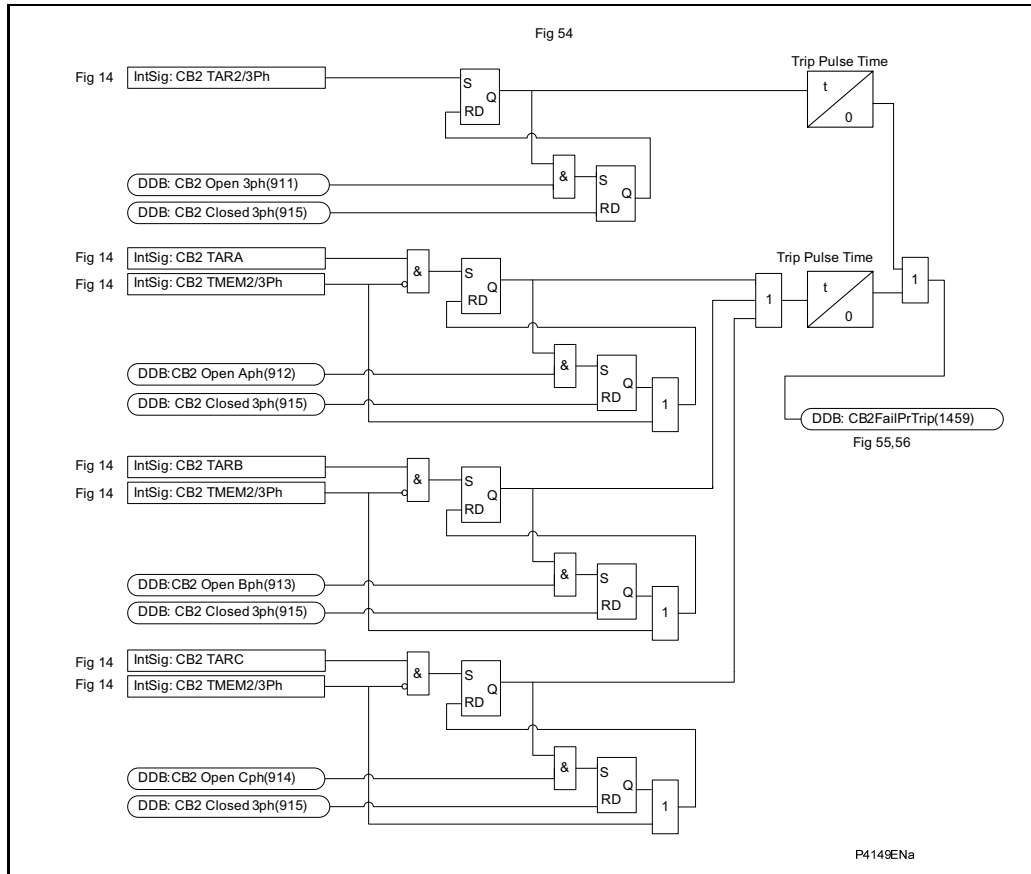 Fig 54
Trip Pulse Time
Fig 14 IntSig: CB2 TAR2/3Ph
S
Q
RD
t
0
&
S
Q
RD
DDB: CB2 Open 3ph(911)
DDB: CB2 Closed 3ph(915)
Fig 14 IntSig: CB2 TARA
Fig 14 IntSig: CB2 TMEM2/3Ph
&
S
Q
RD
Trip Pulse Time
1
t
0
1
&
S
Q
RD
1
DDB:CB2 Open Aph(912)
DDB: CB2 Closed 3ph(915)
DDB: CB2FailPrTrip(1459)
Fig 55,56
Fig 14 IntSig: CB2 TARB
Fig 14 IntSig: CB2 TMEM2/3Ph
&
S
Q
RD
&
S
Q
RD
1
DDB:CB2 Open Bph(913)
DDB: CB2 Closed 3ph(915)
Fig 14 IntSig: CB2 TARC
Fig 14 IntSig: CB2 TMEM2/3Ph
&
S
Q
RD
&
S
Q
RD
1
DDB:CB2 Open Cph(914)
DDB: CB2 Closed 3ph(915)
P4149ENa